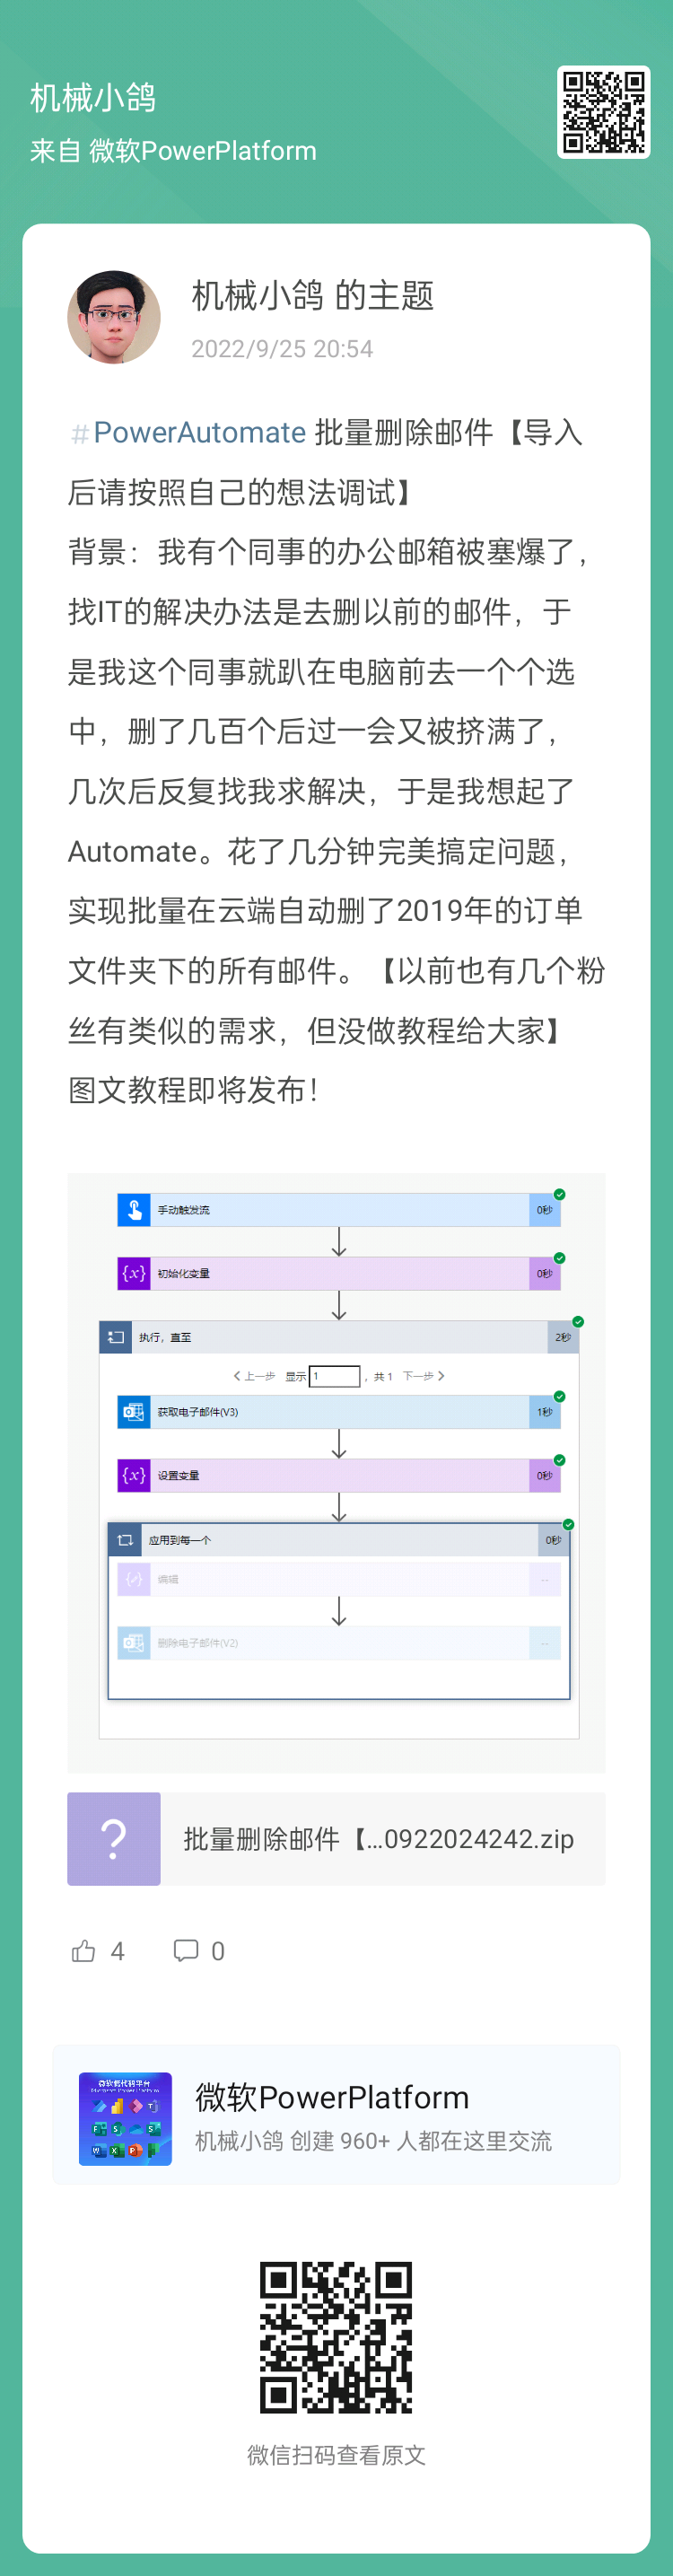 机械小鸽
来自 微软PowerPlatform
机械小鸽 的主题
2022/9/25 20:54
#PowerAutomate 批量删除邮件【导入
后请按照自己的想法调试】
背景：我有个同事的办公邮箱被塞爆了，
找IT的解决办法是去删以前的邮件，于
是我这个同事就趴在电脑前去一个个选
中，删了几百个后过一会又被挤满了，
几次后反复找我求解决，于是我想起了
Automate。花了几分钟完美搞定问题，
实现批量在云端自动删了2019年的订单
文件夹下的所有邮件。【以前也有几个粉
丝有类似的需求，但没做教程给大家】
图文教程即将发布！
手动触发流 0秒
{x} 初始化变量 0秒
执行，直至 2秒
上一步 显示 1 ，共 1 下一步
获取电子邮件(V3) 1秒
{x} 设置变量 0秒
应用到每一个 0秒
编辑 --
删除电子邮件(V2) --
? 批量删除邮件【...0922024242.zip
4 0
微软低代码平台
微软PowerPlatform
机械小鸽 创建 960+ 人都在这里交流
微信扫码查看原文